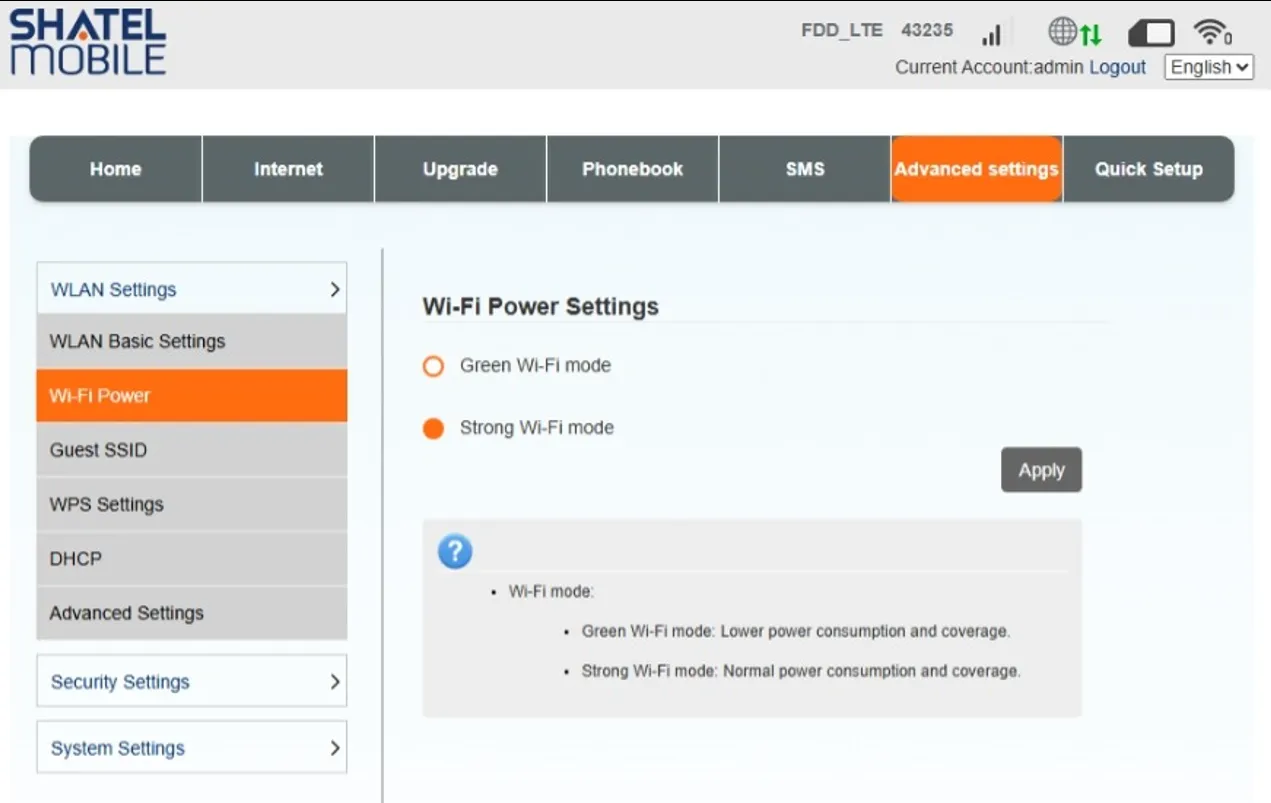 SHATEL
MOBILE
FDD_LTE 43235
0
Current Account:admin Logout English
Home Internet Upgrade Phonebook SMS Advanced settings Quick Setup
WLAN Settings
WLAN Basic Settings
Wi-Fi Power
Guest SSID
WPS Settings
DHCP
Advanced Settings
Security Settings
System Settings
Wi-Fi Power Settings
Green Wi-Fi mode
Strong Wi-Fi mode
Apply
?
• Wi-Fi mode:
• Green Wi-Fi mode: Lower power consumption and coverage.
• Strong Wi-Fi mode: Normal power consumption and coverage.